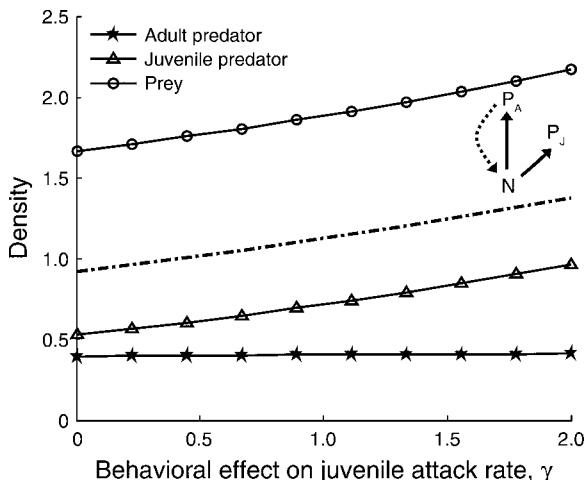 2.5
2.0
1.5
1.0
0.5
0
Density
Adult predator
Juvenile predator
Prey
P_A
P_J
N
0 0.5 1.0 1.5 2.0
Behavioral effect on juvenile attack rate, γ